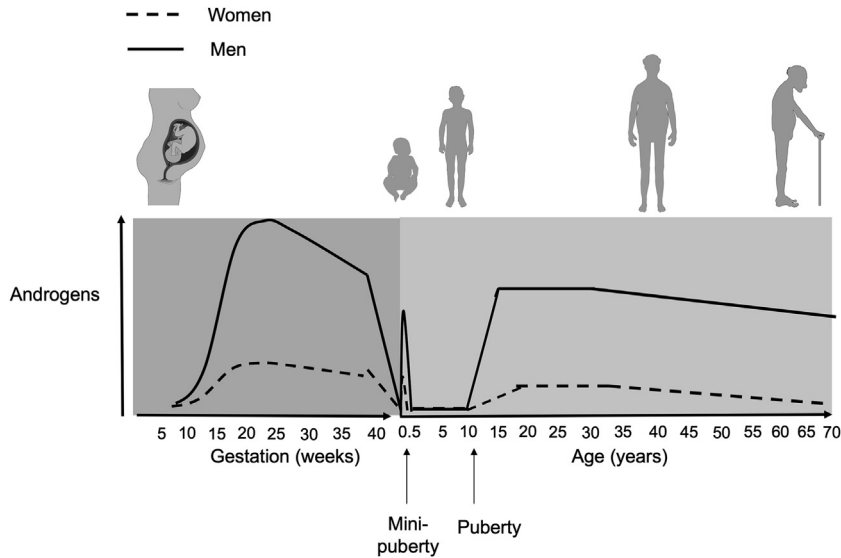 Women
Men
Androgens
5 10 15 20 25 30 35 40 0.5 5 10 15 20 25 30 35 40 45 50 55 60 65 70
Gestation (weeks) Age (years)
Mini-
puberty
Puberty